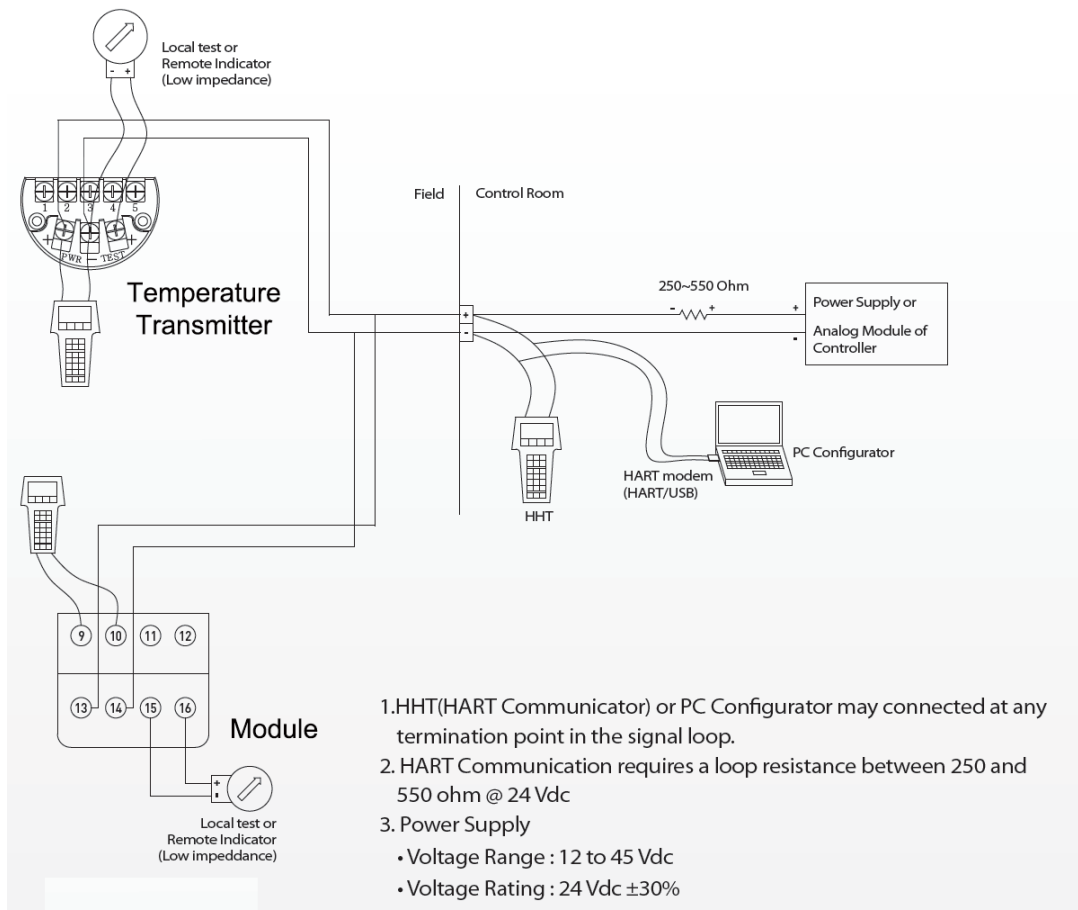 Local test or
Remote Indicator
(Low impedance)
- +
1 2 3 4 5
+ PWR — TEST +
Temperature
Transmitter
Field
Control Room
250~550 Ohm
- +
+
-
+
-
Power Supply or
Analog Module of
Controller
PC Configurator
HART modem
(HART/USB)
HHT
9 10 11 12
13 14 15 16
Module
+
-
Local test or
Remote Indicator
(Low impeddance)
1.HHT(HART Communicator) or PC Configurator may connected at any
termination point in the signal loop.
2. HART Communication requires a loop resistance between 250 and
550 ohm @ 24 Vdc
3. Power Supply
• Voltage Range : 12 to 45 Vdc
• Voltage Rating : 24 Vdc ±30%